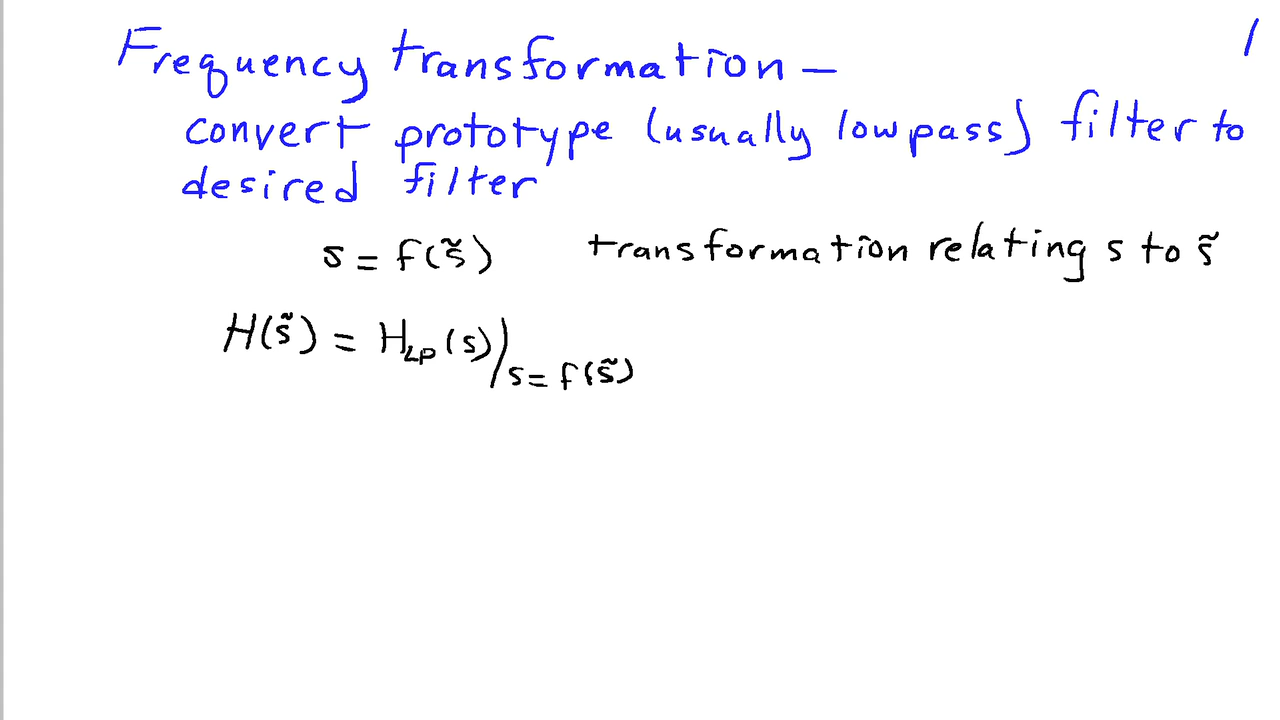 Frequency transformation – 1
convert prototype (usually lowpass) filter to
desired filter
s = f(s̃) transformation relating s to s̃
H(s̃) = H_LP(s)|_{s = f(s̃)}